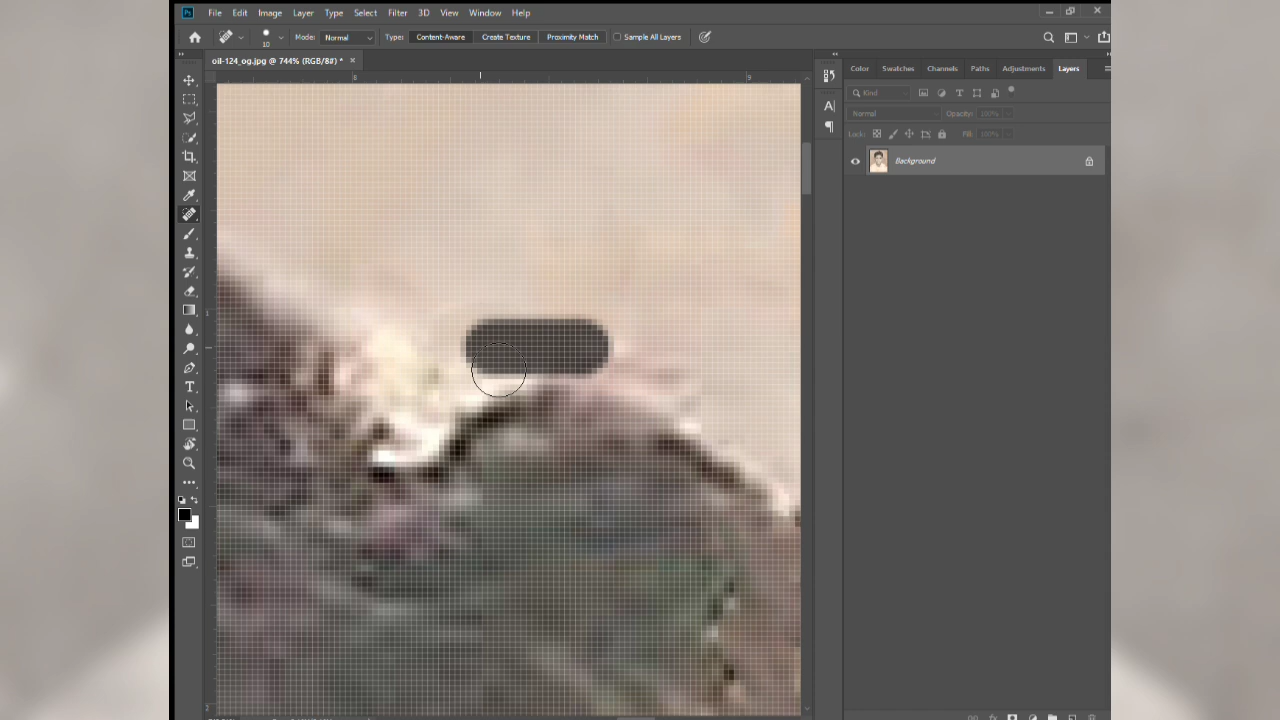 Ps File Edit Image Layer Type Select Filter 3D View Window Help
10 Mode: Normal Type: Content-Aware Create Texture Proximity Match Sample All Layers
oil-124_og.jpg @ 744% (RGB/8#) *
Color Swatches Channels Paths Adjustments Layers
Kind
Normal Opacity: 100%
Lock: Fill: 100%
Background